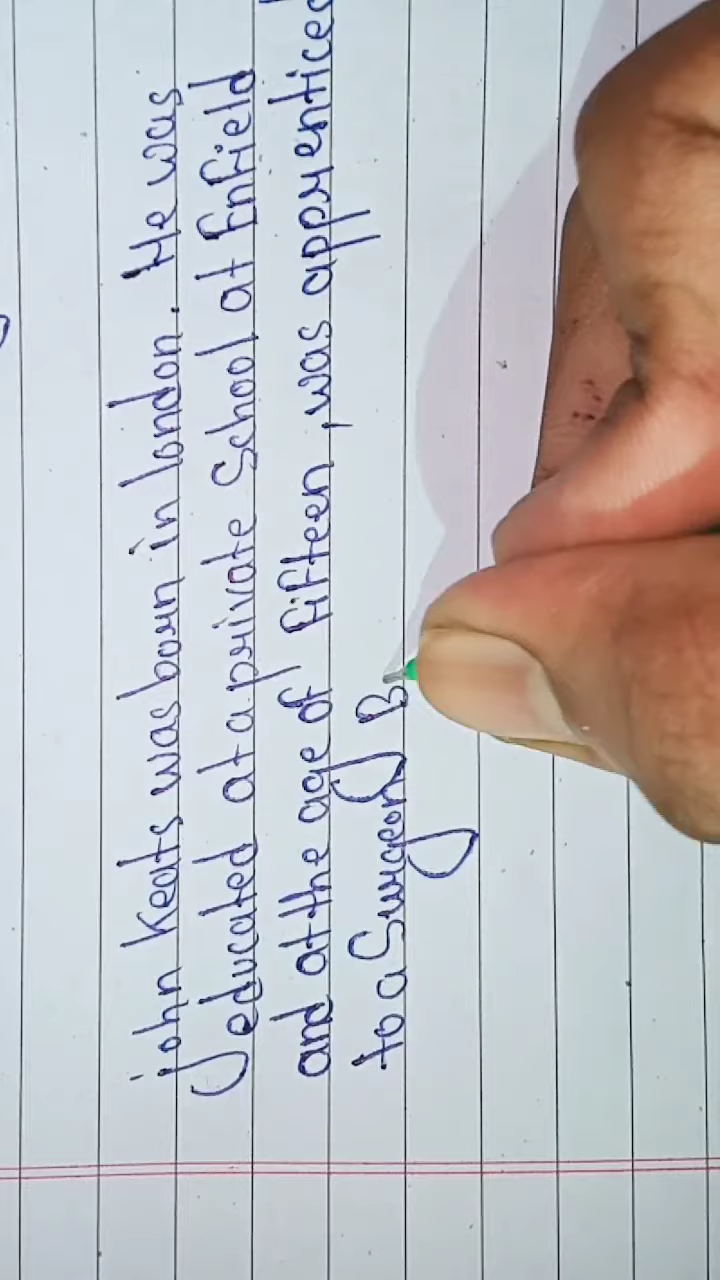 john Keats was born in london. He was
educated at a private School at Enfield
and at the age of fifteen, was apprenticed
to a Surgeon B